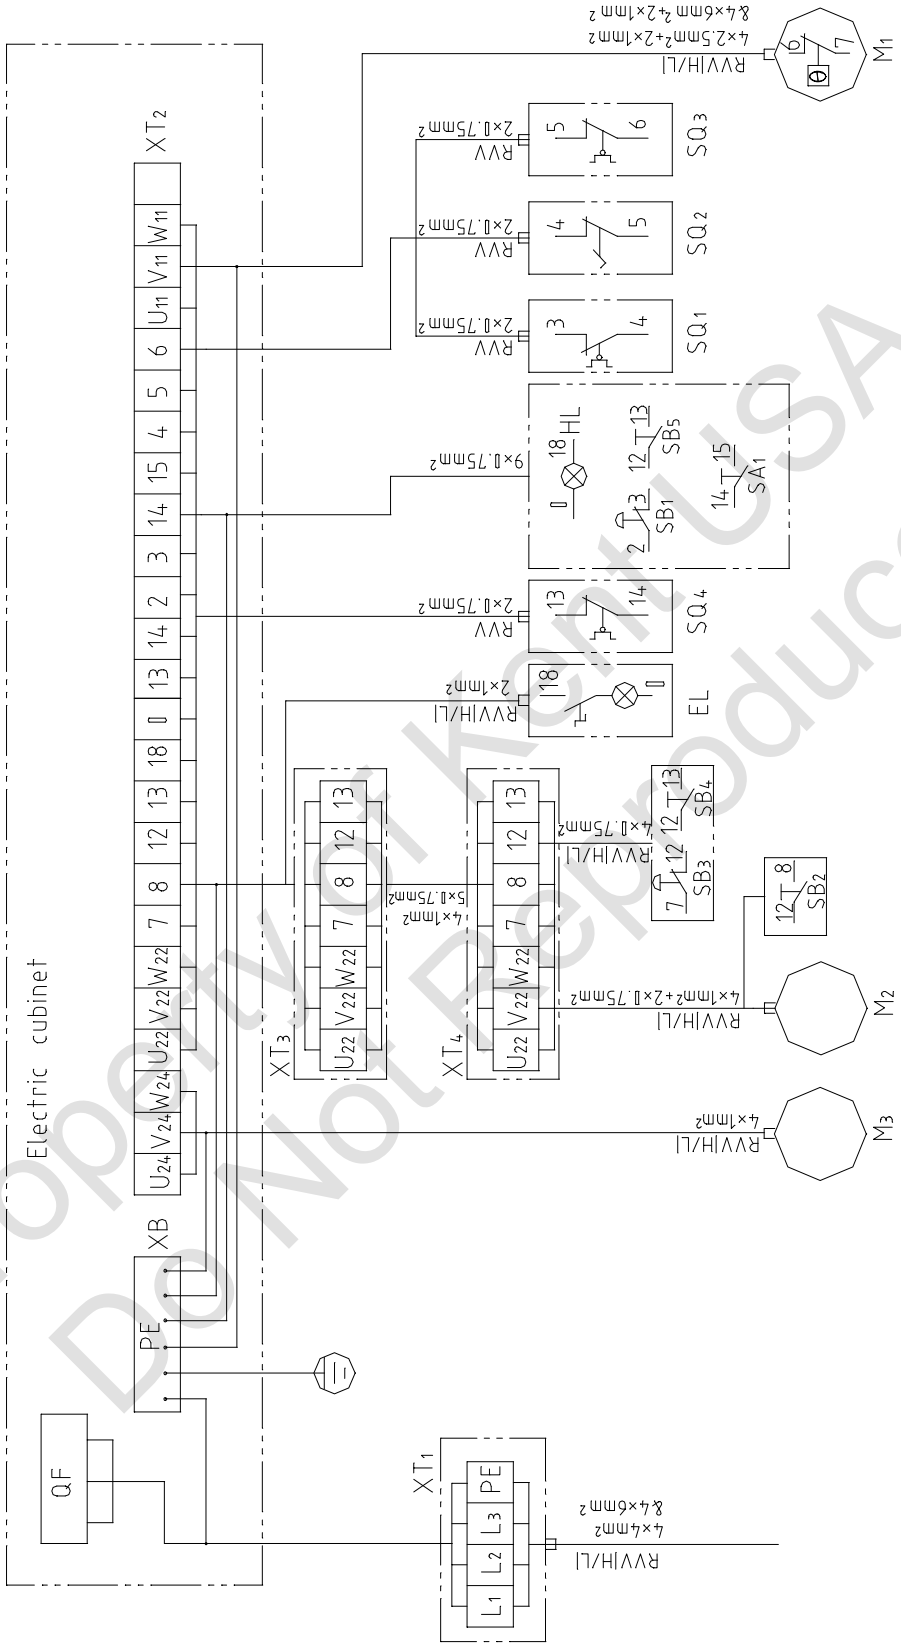 Electric cubinet
QF
PE
XB
U24 V24 W24 U22 V22 W22 7 8 12 13 18 0 13 14 2 3 14 15 4 5 6 U11 V11 W11
XT2
XT1
L1 L2 L3 PE
RVV|H/L|
4×4mm²
&4×6mm²
XT3
U22 V22 W22 7 8 12 13
4×1mm²
5×0.75mm²
XT4
U22 V22 W22 7 8 12 13
RVV|H/L|
4×1mm²
M3
RVV|H/L|
4×1mm²+2×0.75mm²
M2
12 8
SB2
RVV|H/L|
4×0.75mm²
7 12
SB3
12 13
SB4
RVV|H/L|
2×1mm²
18 0
EL
RVV
2×0.75mm²
13 14
SQ4
9×0.75mm²
0 18 HL
2 3
SB1
12 13
SB5
14 15
SA1
RVV
2×0.75mm²
3 4
SQ1
RVV
2×0.75mm²
4 5
SQ2
RVV
2×0.75mm²
5 6
SQ3
RVV|H/L|
4×2.5mm²+2×1mm²
&4×6mm²+2×1mm²
θ 6 7
M1
Property of Kent USA
Do Not Reproduce